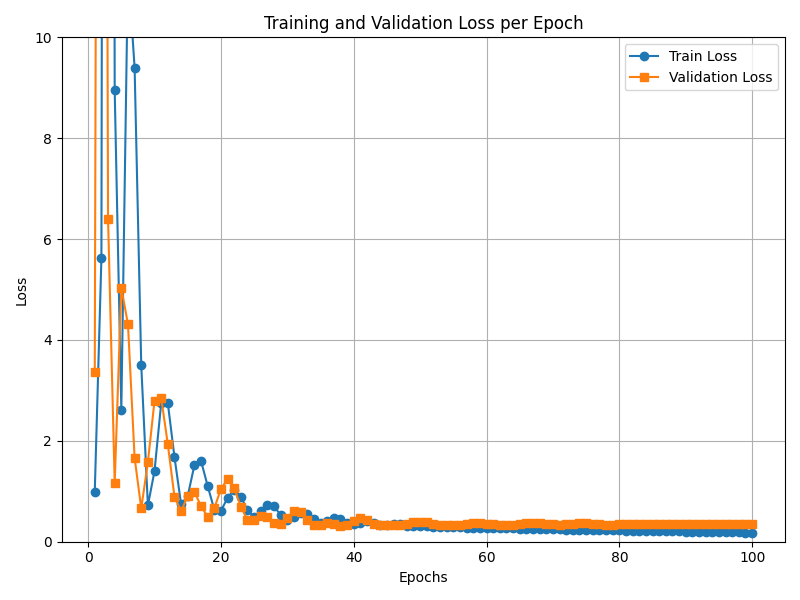 Training and Validation Loss per Epoch
Train Loss
Validation Loss
Loss
10
8
6
4
2
0
0 20 40 60 80 100
Epochs